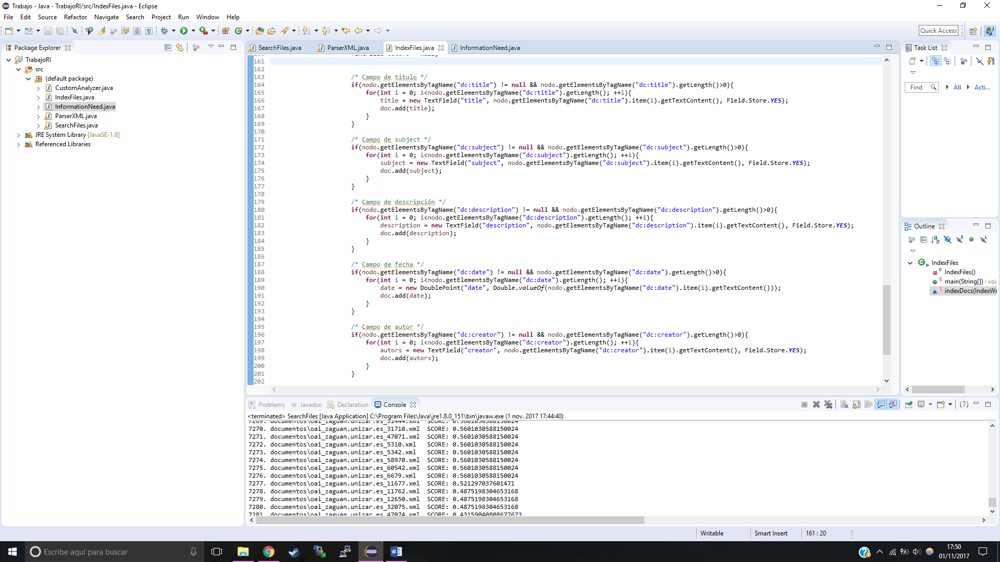 Trabajo - Java - TrabajoRI/src/IndexFiles.java - Eclipse
File Edit Source Refactor Navigate Search Project Run Window Help
Quick Access
Package Explorer
TrabajoRI
src
(default package)
CustomAnalyzer.java
IndexFiles.java
InformationNeed.java
ParserXML.java
SearchFiles.java
JRE System Library [JavaSE-1.8]
Referenced Libraries
SearchFiles.java ParserXML.java IndexFiles.java InformationNeed.java
161
162
163 /* Campo de titulo */
164 if(nodo.getElementsByTagName("dc:title") != null && nodo.getElementsByTagName("dc:title").getLength()>0){
165 for(int i = 0; i<nodo.getElementsByTagName("dc:title").getLength(); ++i){
166 title = new TextField("title", nodo.getElementsByTagName("dc:title").item(i).getTextContent(), Field.Store.YES);
167 doc.add(title);
168 }
169 }
170
171 /* Campo de subject */
172 if(nodo.getElementsByTagName("dc:subject") != null && nodo.getElementsByTagName("dc:subject").getLength()>0){
173 for(int i = 0; i<nodo.getElementsByTagName("dc:subject").getLength(); ++i){
174 subject = new TextField("subject", nodo.getElementsByTagName("dc:subject").item(i).getTextContent(), Field.Store.YES);
175 doc.add(subject);
176 }
177 }
178
179 /* Campo de descripción */
180 if(nodo.getElementsByTagName("dc:description") != null && nodo.getElementsByTagName("dc:description").getLength()>0){
181 for(int i = 0; i<nodo.getElementsByTagName("dc:description").getLength(); ++i){
182 description = new TextField("description", nodo.getElementsByTagName("dc:description").item(i).getTextContent(), Field.Store.YES);
183 doc.add(description);
184 }
185 }
186
187 /* Campo de fecha */
188 if(nodo.getElementsByTagName("dc:date") != null && nodo.getElementsByTagName("dc:date").getLength()>0){
189 for(int i = 0; i<nodo.getElementsByTagName("dc:date").getLength(); ++i){
190 date = new DoublePoint("date", Double.valueOf(nodo.getElementsByTagName("dc:date").item(i).getTextContent()));
191 doc.add(date);
192 }
193 }
194
195 /* Campo de autor */
196 if(nodo.getElementsByTagName("dc:creator") != null && nodo.getElementsByTagName("dc:creator").getLength()>0){
197 for(int i = 0; i<nodo.getElementsByTagName("dc:creator").getLength(); ++i){
198 autors = new TextField("creator", nodo.getElementsByTagName("dc:creator").item(i).getTextContent(), Field.Store.YES);
199 doc.add(autors);
200 }
201 }
202
Task List
Find All Acti...
Outline
IndexFiles
IndexFiles()
main(String[]) : voi
indexDocs(IndexWr
Problems @ Javadoc Declaration Console
<terminated> SearchFiles [Java Application] C:\Program Files\Java\jre1.8.0_151\bin\javaw.exe (1 nov. 2017 17:44:40)
7270. documentos\oai_zaguan.unizar.es_31710.xml SCORE: 0.5601030588150024
7271. documentos\oai_zaguan.unizar.es_47071.xml SCORE: 0.5601030588150024
7272. documentos\oai_zaguan.unizar.es_5310.xml SCORE: 0.5601030588150024
7273. documentos\oai_zaguan.unizar.es_5342.xml SCORE: 0.5601030588150024
7274. documentos\oai_zaguan.unizar.es_58970.xml SCORE: 0.5601030588150024
7275. documentos\oai_zaguan.unizar.es_60542.xml SCORE: 0.5601030588150024
7276. documentos\oai_zaguan.unizar.es_6679.xml SCORE: 0.5601030588150024
7277. documentos\oai_zaguan.unizar.es_11677.xml SCORE: 0.521297037601471
7278. documentos\oai_zaguan.unizar.es_11762.xml SCORE: 0.4875198304653168
7279. documentos\oai_zaguan.unizar.es_12650.xml SCORE: 0.4875198304653168
7280. documentos\oai_zaguan.unizar.es_32075.xml SCORE: 0.4875198304653168
7281. documentos\oai_zaguan.unizar.es_47074.xml SCORE: 0.43159040808677673
Writable Smart Insert 161 : 20
Escribe aquí para buscar
17:50
01/11/2017